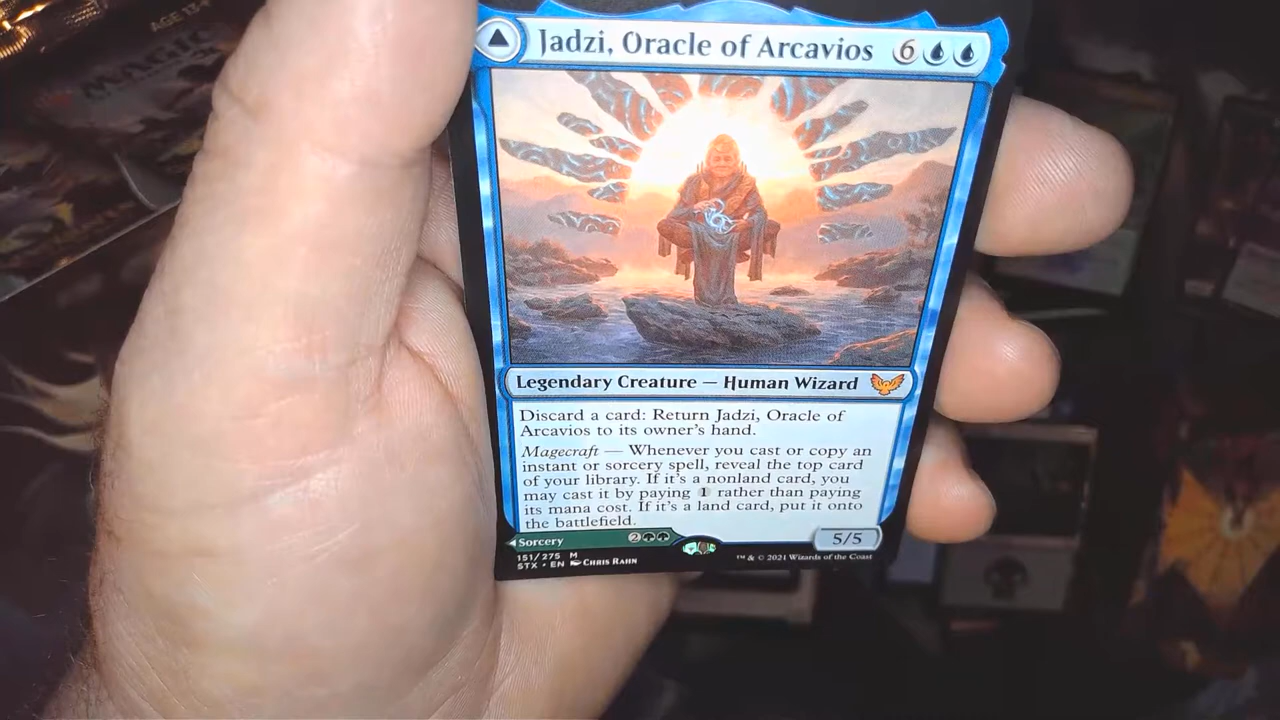 AGE 13+
MAGIC
Jadzi, Oracle of Arcavios 6
Legendary Creature — Human Wizard
Discard a card: Return Jadzi, Oracle of
Arcavios to its owner's hand.
Magecraft — Whenever you cast or copy an
instant or sorcery spell, reveal the top card
of your library. If it's a nonland card, you
may cast it by paying 1 rather than paying
its mana cost. If it's a land card, put it onto
the battlefield.
Sorcery 2
5/5
151/275 M
STX • EN Chris Rahn
™ & © 2021 Wizards of the Coast